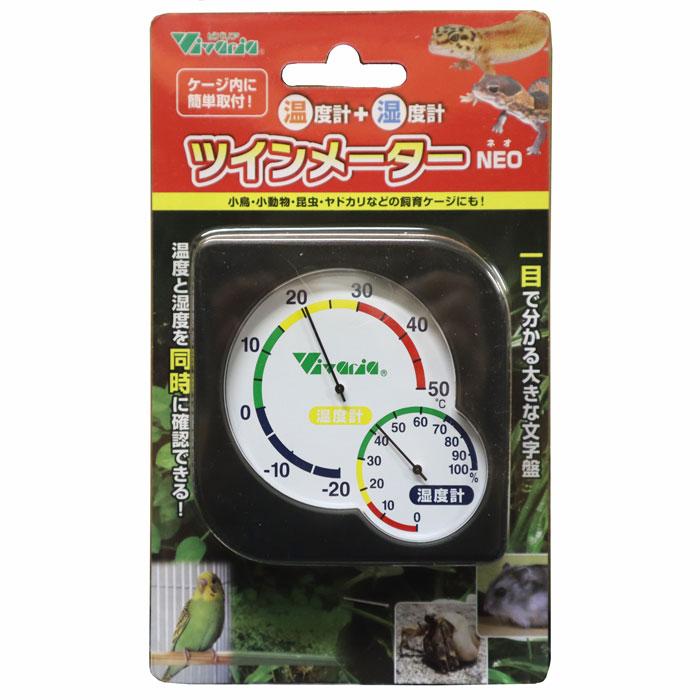 ビバリア
Vivaria®
ケージ内に
簡単取付！
温度計+湿度計
ツインメーター NEO
ネオ
小鳥・小動物・昆虫・ヤドカリなどの飼育ケージにも！
温度と湿度を同時に確認できる！
一目で分かる大きな文字盤
-20
-10
0
10
20
30
40
50
℃
Vivaria®
温度計
0
10
20
30
40
50
60
70
80
90
100
%
湿度計